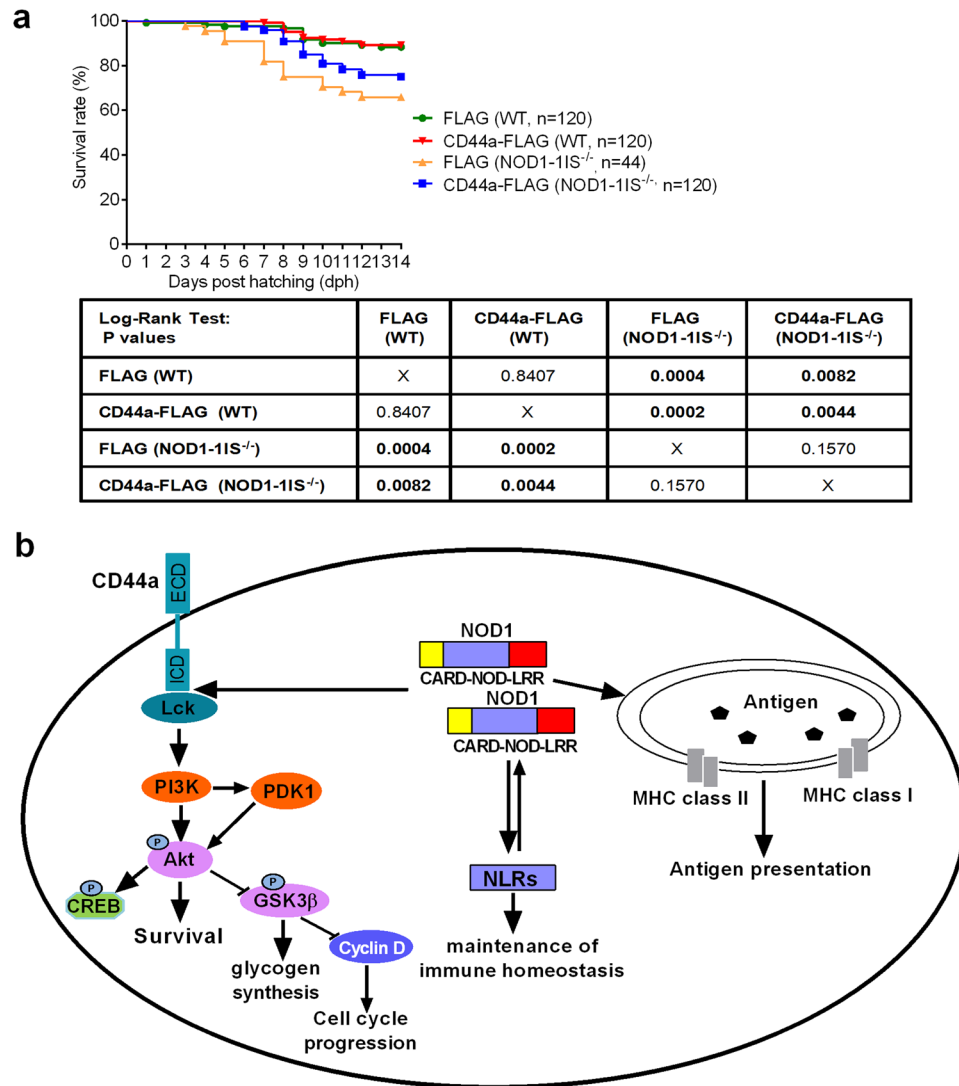 a
100
80
60
40
20
0
Survival rate (%)
0 1 2 3 4 5 6 7 8 9 1011121314
Days post hatching (dph)
FLAG (WT, n=120)
CD44a-FLAG (WT, n=120)
FLAG (NOD1-1IS-/-, n=44)
CD44a-FLAG (NOD1-1IS-/-, n=120)
Log-Rank Test: P values | FLAG (WT) | CD44a-FLAG (WT) | FLAG (NOD1-1IS-/-) | CD44a-FLAG (NOD1-1IS-/-)
FLAG (WT) | X | 0.8407 | 0.0004 | 0.0082
CD44a-FLAG (WT) | 0.8407 | X | 0.0002 | 0.0044
FLAG (NOD1-1IS-/-) | 0.0004 | 0.0002 | X | 0.1570
CD44a-FLAG (NOD1-1IS-/-) | 0.0082 | 0.0044 | 0.1570 | X
b
CD44a
ECD
ICD
Lck
PI3K
PDK1
P
Akt
P
CREB
Survival
P
GSK3β
glycogen
synthesis
Cyclin D
Cell cycle
progression
NOD1
CARD-NOD-LRR
NOD1
CARD-NOD-LRR
NLRs
maintenance of
immune homeostasis
Antigen
MHC class II
MHC class I
Antigen presentation